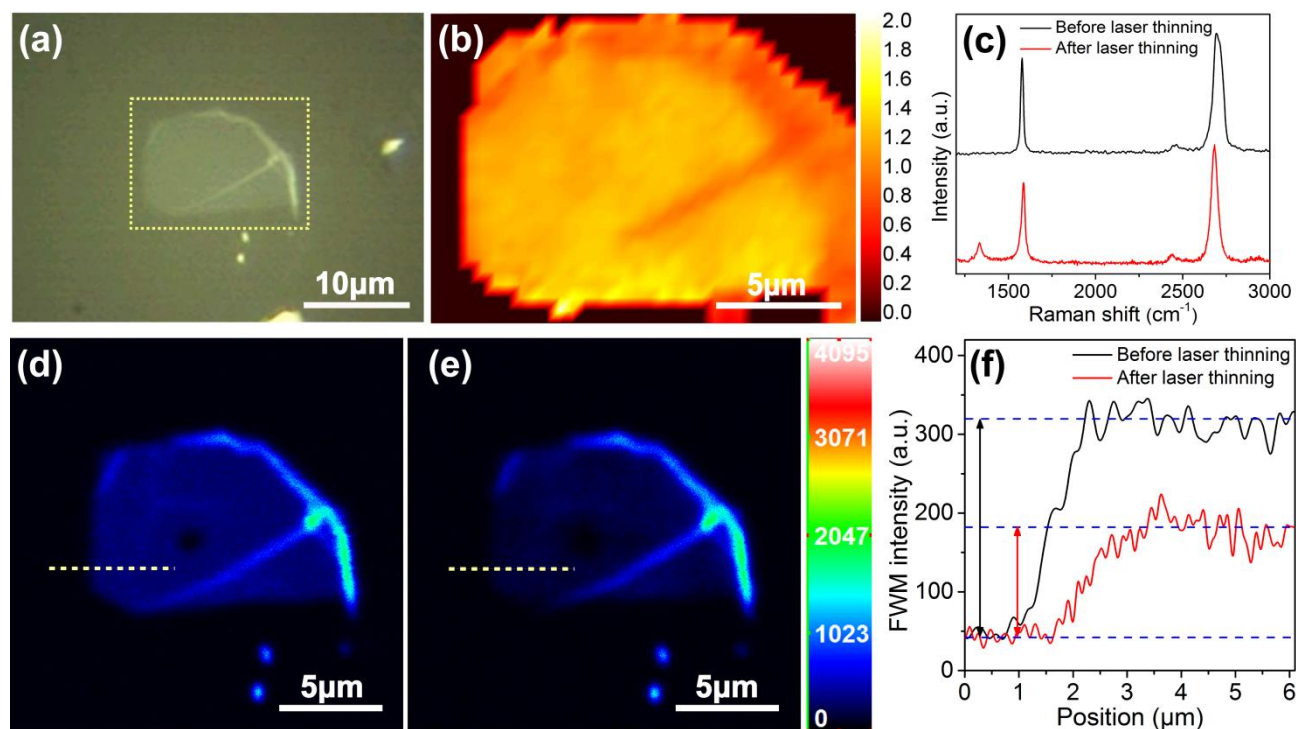 (a)
10µm
(b)
5µm
2.0
1.8
1.6
1.4
1.2
1.0
0.8
0.6
0.4
0.2
0.0
(c)
Before laser thinning
After laser thinning
Intensity (a.u.)
1500 2000 2500 3000
Raman shift (cm⁻¹)
(d)
5µm
(e)
5µm
4095
3071
2047
1023
0
(f)
Before laser thinning
After laser thinning
FWM intensity (a.u.)
400
300
200
100
0
0 1 2 3 4 5 6
Position (µm)